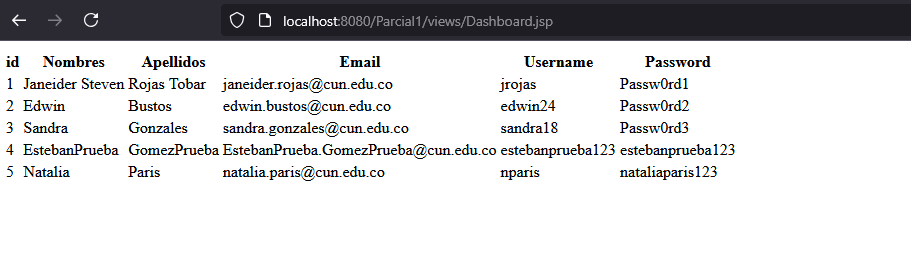 localhost:8080/Parcial1/views/Dashboard.jsp
id Nombres Apellidos Email Username Password
1 Janeider Steven Rojas Tobar janeider.rojas@cun.edu.co jrojas Passw0rd1
2 Edwin Bustos edwin.bustos@cun.edu.co edwin24 Passw0rd2
3 Sandra Gonzales sandra.gonzales@cun.edu.co sandra18 Passw0rd3
4 EstebanPrueba GomezPrueba EstebanPrueba.GomezPrueba@cun.edu.co estebanprueba123 estebanprueba123
5 Natalia Paris natalia.paris@cun.edu.co nparis nataliaparis123